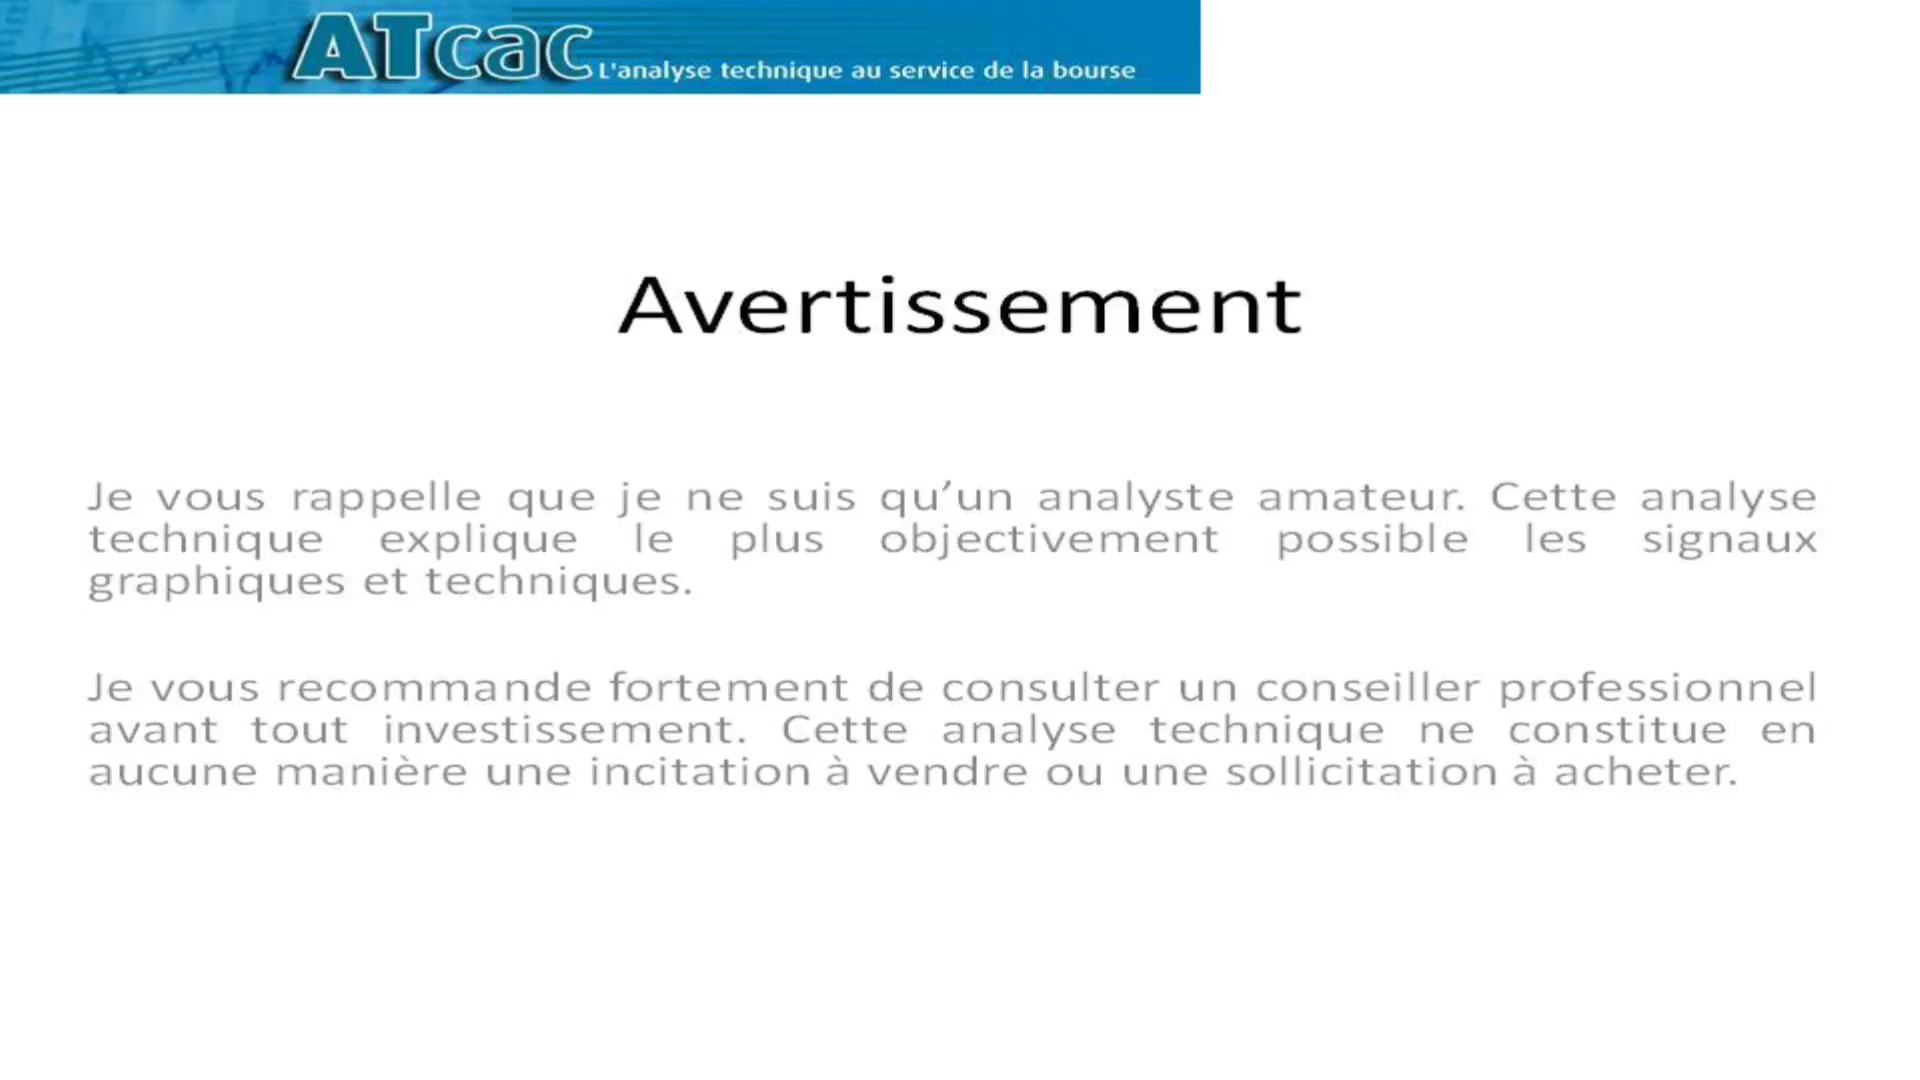 ATcac L'analyse technique au service de la bourse
Avertissement
Je vous rappelle que je ne suis qu’un analyste amateur. Cette analyse
technique explique le plus objectivement possible les signaux
graphiques et techniques.
Je vous recommande fortement de consulter un conseiller professionnel
avant tout investissement. Cette analyse technique ne constitue en
aucune manière une incitation à vendre ou une sollicitation à acheter.